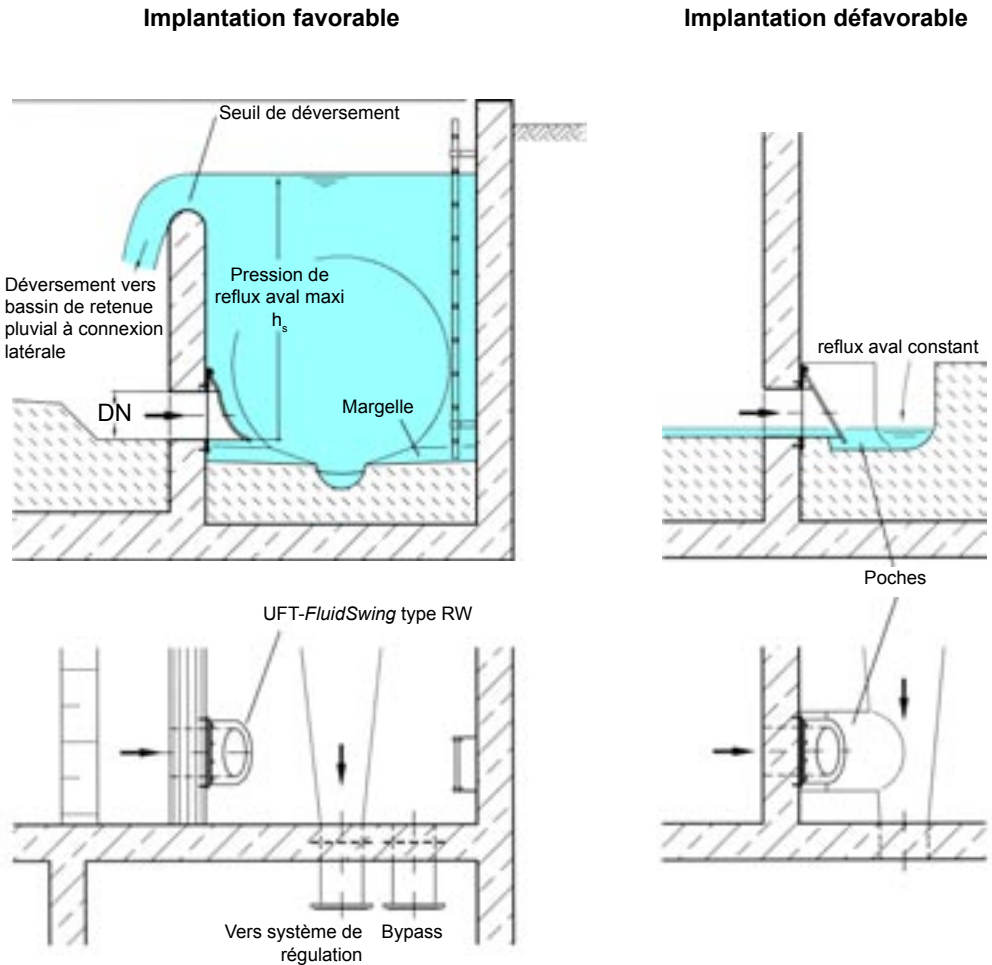 Implantation favorable
Implantation défavorable
Seuil de déversement
Déversement vers
bassin de retenue
pluvial à connexion
latérale
Pression de
reflux aval maxi
hs
DN
Margelle
reflux aval constant
Poches
UFT-FluidSwing type RW
Vers système de
régulation
Bypass